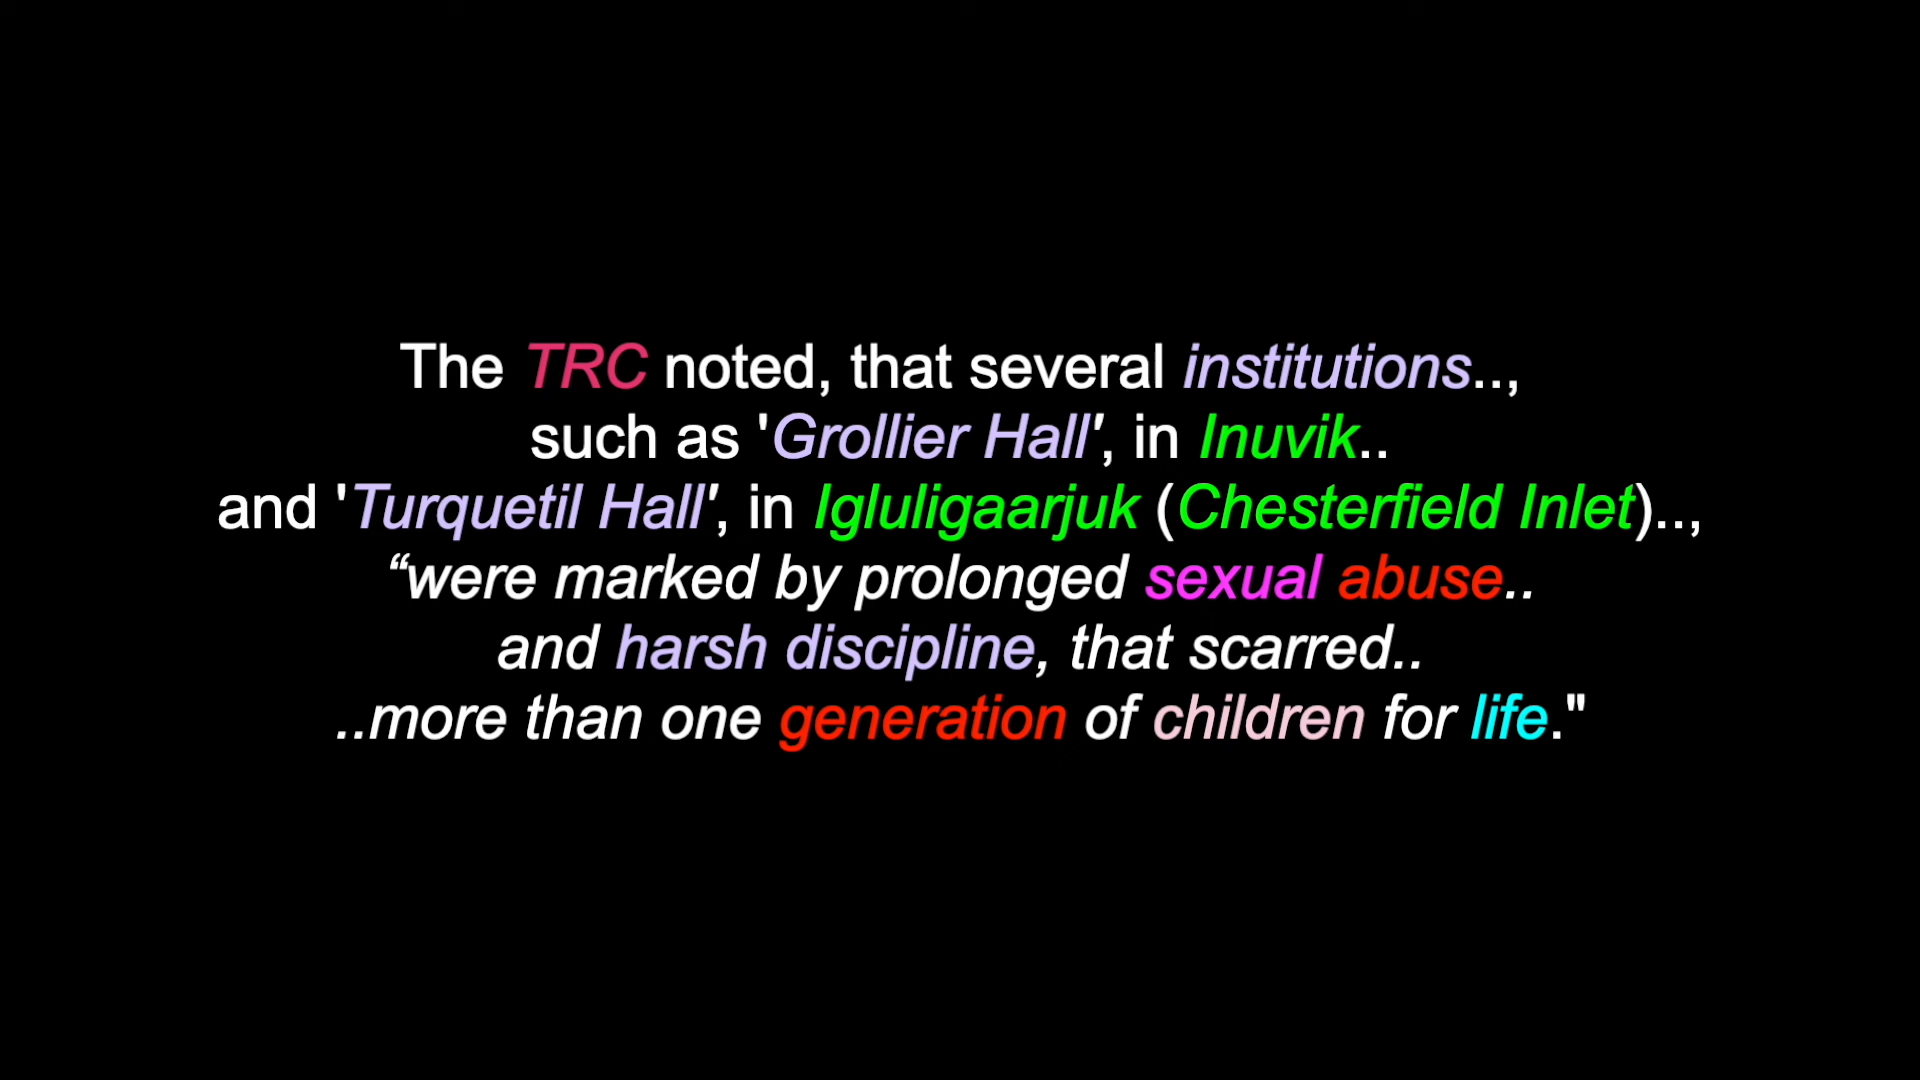 The TRC noted, that several institutions..,
such as 'Grollier Hall', in Inuvik..
and 'Turquetil Hall', in Igluligaarjuk (Chesterfield Inlet)..,
“were marked by prolonged sexual abuse..
and harsh discipline, that scarred..
..more than one generation of children for life."